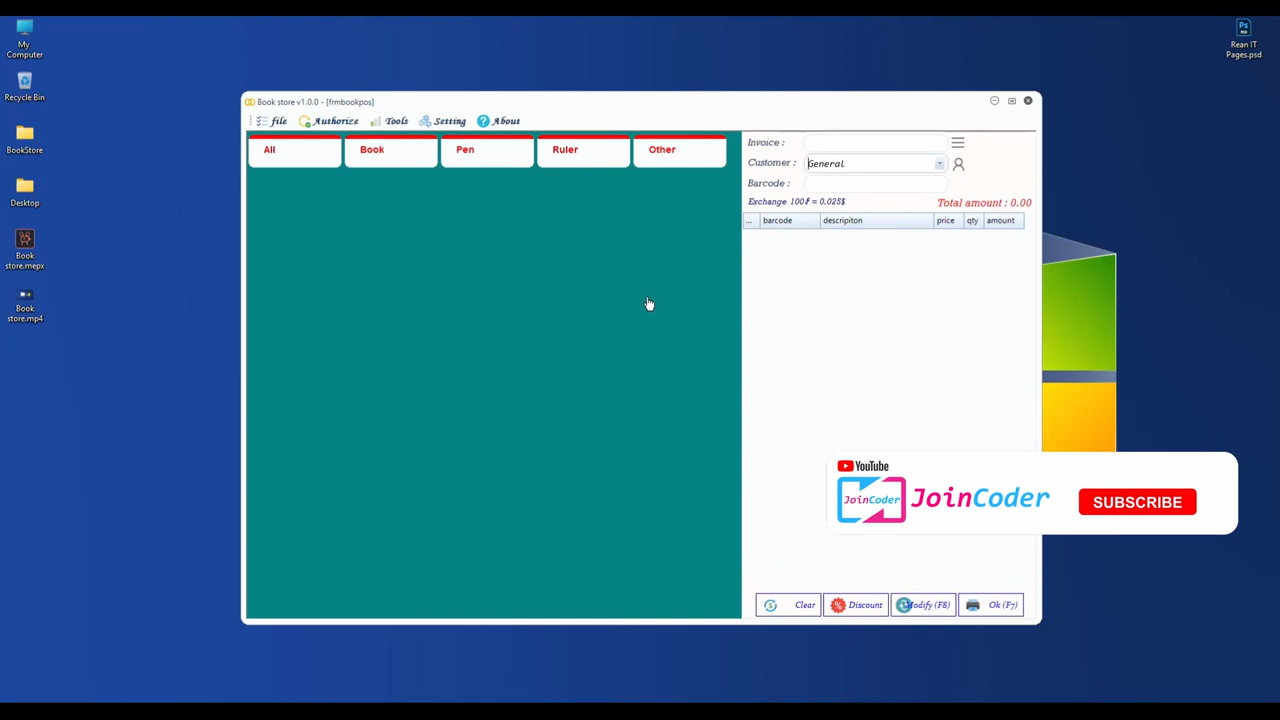 My
Computer
Recycle Bin
BookStore
Desktop
Book
store.mepx
Book
store.mp4
Ps
Rean IT
Pages.psd
Book store v1.0.0 - [frmbookpos]
file Authorize Tools Setting About
All Book Pen Ruler Other
Invoice :
Customer : General
Barcode :
Exchange 100៛ = 0.025$ Total amount : 0.00
... barcode descripiton price qty amount
YouTube
JoinCoder JoinCoder SUBSCRIBE
Clear Discount Modify (F8) Ok (F7)